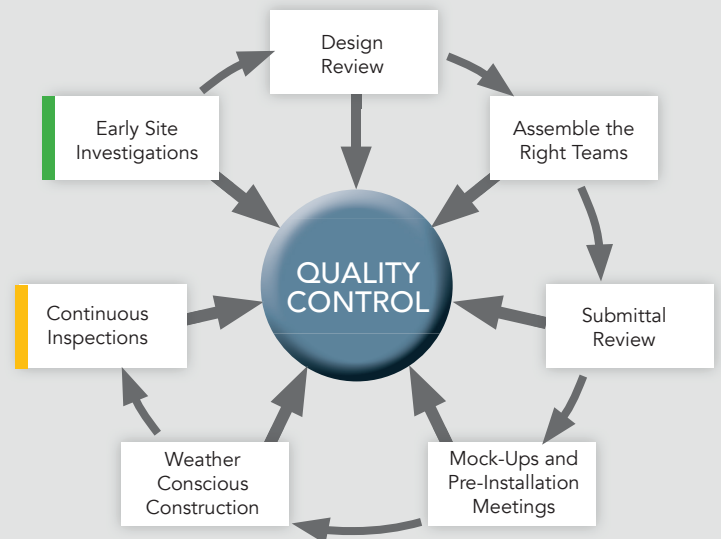 Design
Review
Early Site
Investigations
Assemble the
Right Teams
QUALITY
CONTROL
Continuous
Inspections
Submittal
Review
Weather
Conscious
Construction
Mock-Ups and
Pre-Installation
Meetings